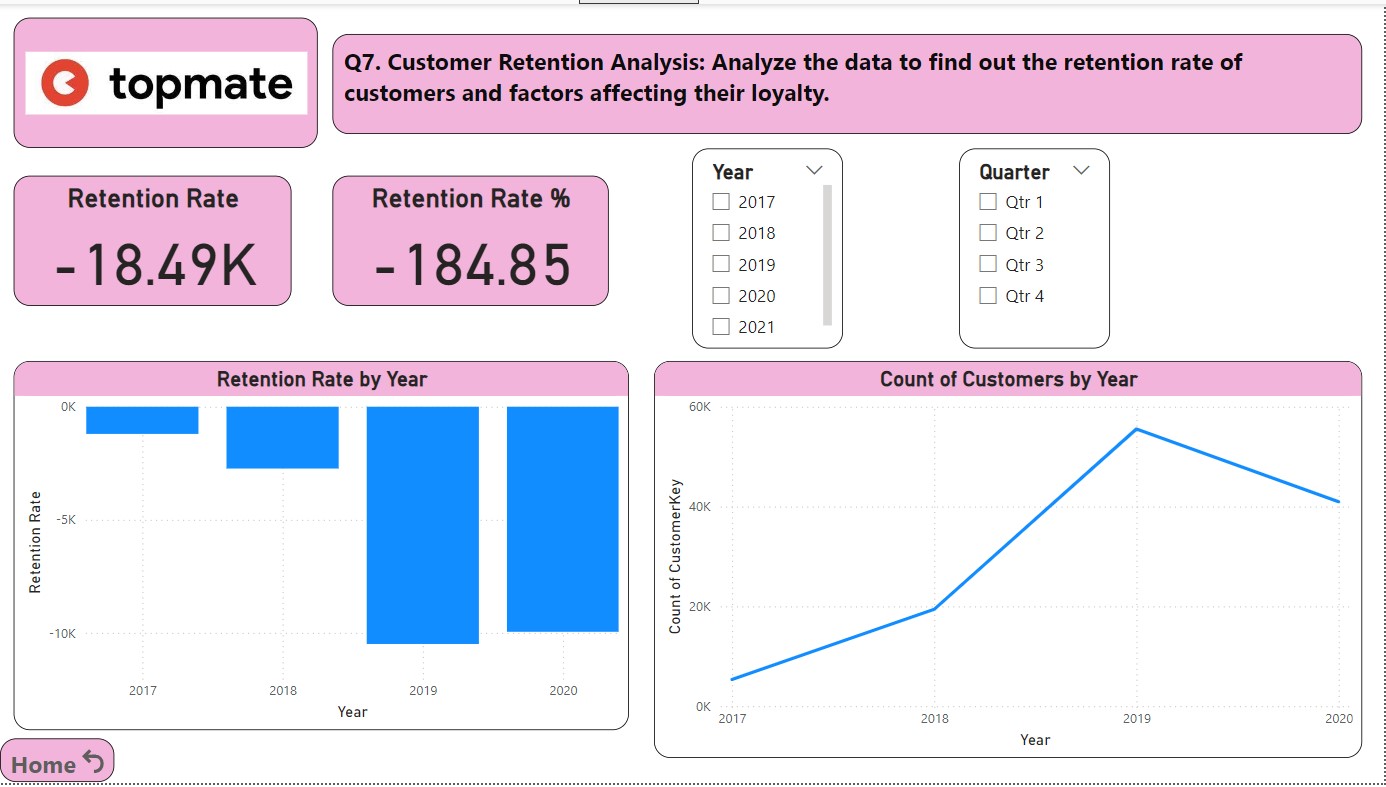 topmate
Q7. Customer Retention Analysis: Analyze the data to find out the retention rate of
customers and factors affecting their loyalty.
Retention Rate
-18.49K
Retention Rate %
-184.85
Year
2017
2018
2019
2020
2021
Quarter
Qtr 1
Qtr 2
Qtr 3
Qtr 4
Retention Rate by Year
0K
-5K
-10K
Retention Rate
2017
2018
2019
2020
Year
Count of Customers by Year
60K
40K
20K
0K
Count of CustomerKey
2017
2018
2019
2020
Year
Home